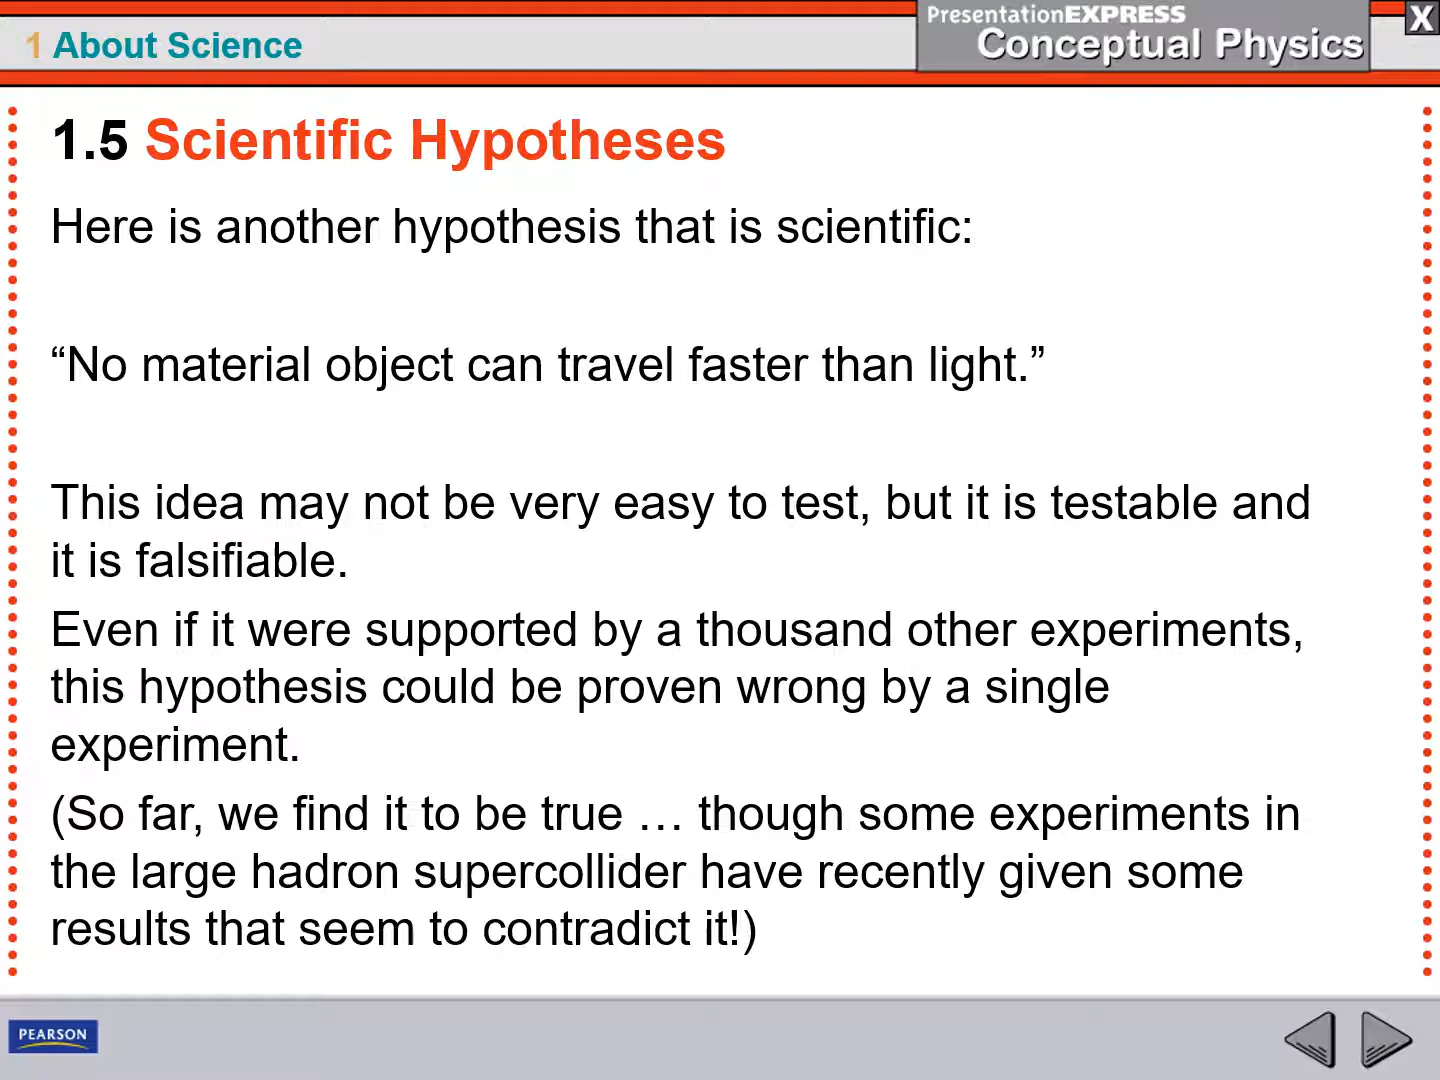 1 About Science
PresentationEXPRESS
Conceptual Physics
X
1.5 Scientific Hypotheses
Here is another hypothesis that is scientific:
“No material object can travel faster than light.”
This idea may not be very easy to test, but it is testable and
it is falsifiable.
Even if it were supported by a thousand other experiments,
this hypothesis could be proven wrong by a single
experiment.
(So far, we find it to be true … though some experiments in
the large hadron supercollider have recently given some
results that seem to contradict it!)
PEARSON